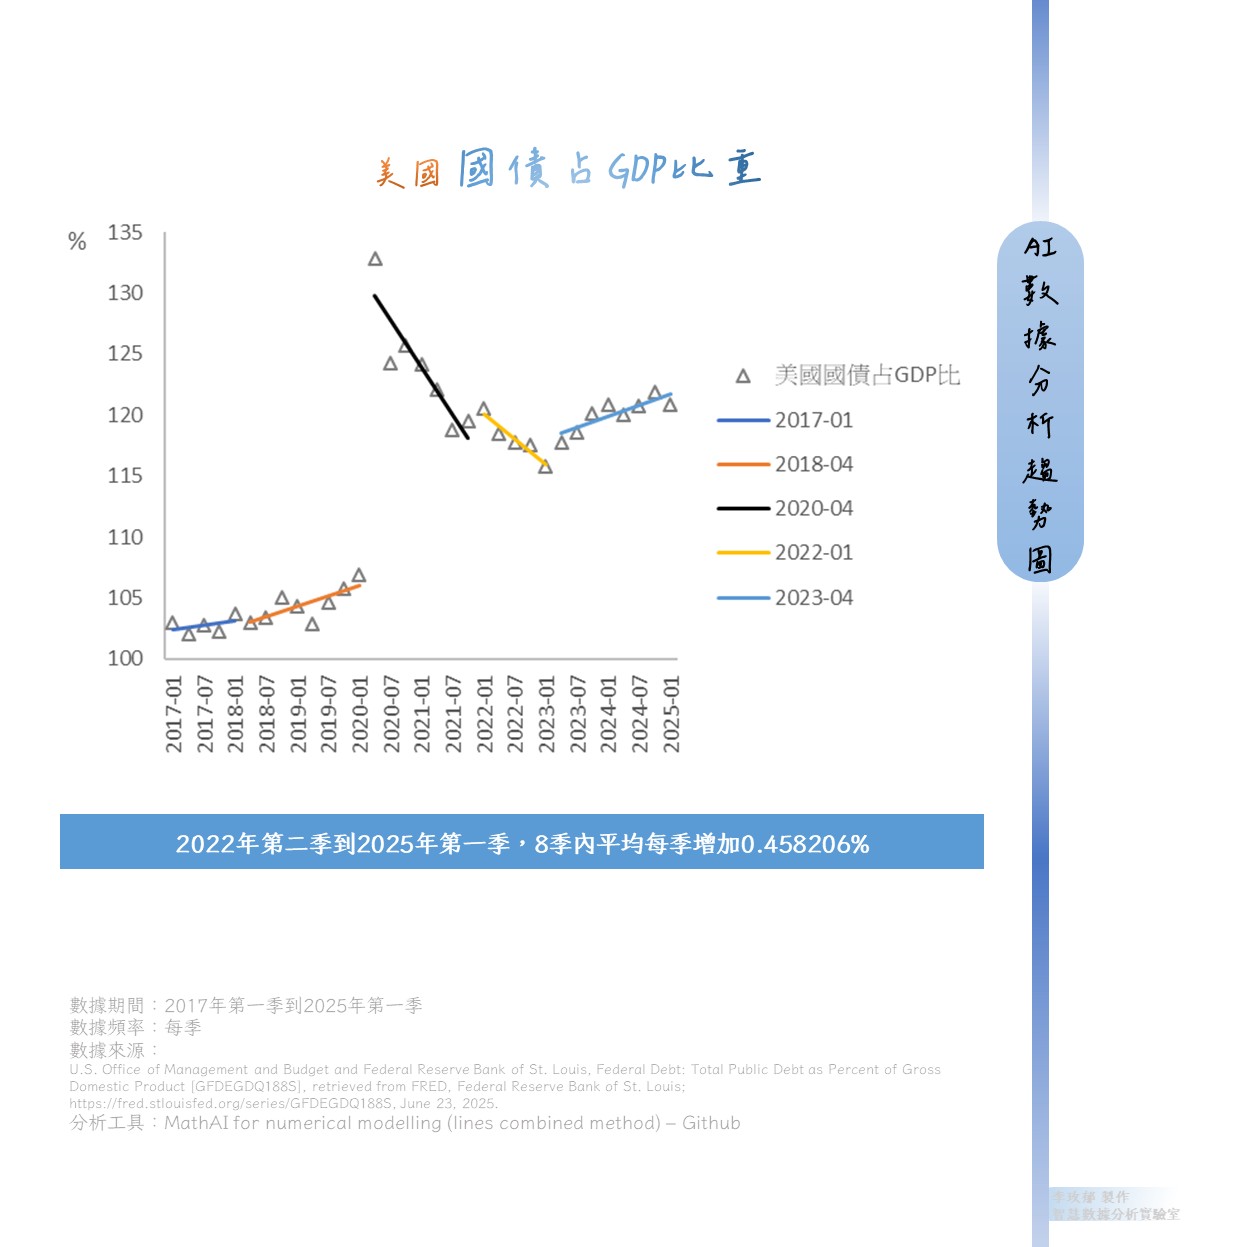 美國國債占GDP比重
%
135
130
125
120
115
110
105
100
2017-01
2017-07
2018-01
2018-07
2019-01
2019-07
2020-01
2020-07
2021-01
2021-07
2022-01
2022-07
2023-01
2023-07
2024-01
2024-07
2025-01
美國國債占GDP比
2017-01
2018-04
2020-04
2022-01
2023-04
AI數據分析趨勢圖
2022年第二季到2025年第一季，8季內平均每季增加0.458206%
數據期間：2017年第一季到2025年第一季
數據頻率：每季
數據來源：
U.S. Office of Management and Budget and Federal Reserve Bank of St. Louis, Federal Debt: Total Public Debt as Percent of Gross
Domestic Product [GFDEGDQ188S], retrieved from FRED, Federal Reserve Bank of St. Louis;
https://fred.stlouisfed.org/series/GFDEGDQ188S, June 23, 2025.
分析工具：MathAI for numerical modelling (lines combined method) – Github
製作
智慧數據分析實驗室